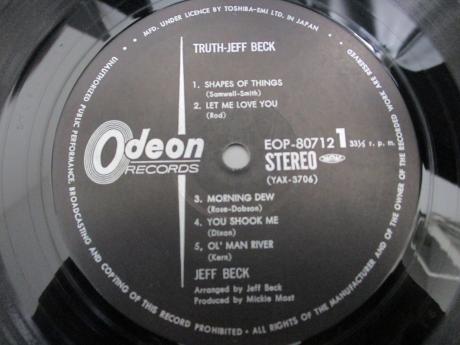 MFD. UNDER LICENCE BY TOSHIBA-EMI LTD. IN JAPAN
UNAUTHORIZED PUBLIC PERFORMANCE, BROADCASTING AND COPYING OF THIS RECORD PROHIBITED • ALL RIGHTS OF THE MANUFACTURER AND OF THE OWNER OF THE RECORDED WORK ARE RESERVED
TRUTH-JEFF BECK
1. SHAPES OF THINGS
(Samwell-Smith)
2. LET ME LOVE YOU
(Rod)
Odeon
RECORDS
EOP-80712 1 33⅓ r. p. m.
STEREO
(YAX-3706)
3. MORNING DEW
(Rose-Dobson)
4. YOU SHOOK ME
(Dixon)
5. OL' MAN RIVER
(Kern)
JEFF BECK
Arranged by Jeff Beck
Produced by Mickie Most